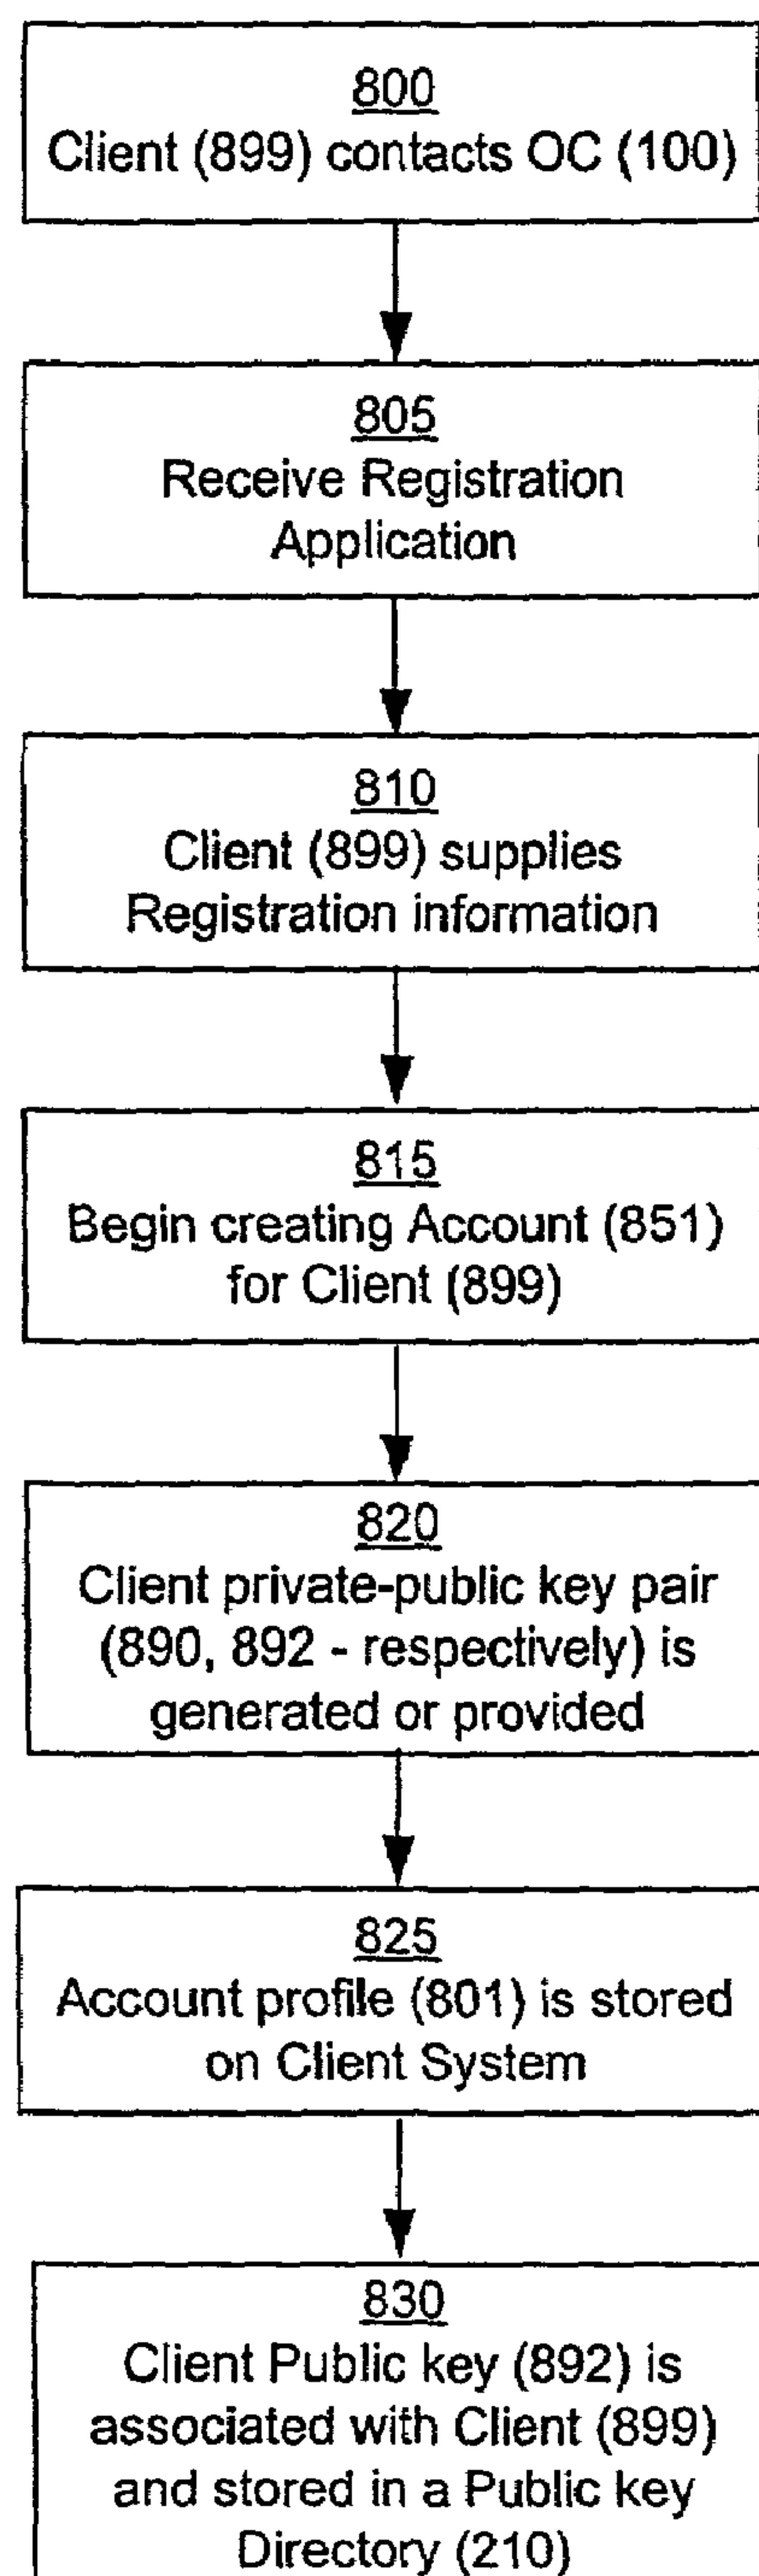 800
Client (899) contacts OC (100)
805
Receive Registration
Application
810
Client (899) supplies
Registration information
815
Begin creating Account (851)
for Client (899)
820
Client private-public key pair
(890, 892 - respectively) is
generated or provided
825
Account profile (801) is stored
on Client System
830
Client Public key (892) is
associated with Client (899)
and stored in a Public key
Directory (210)